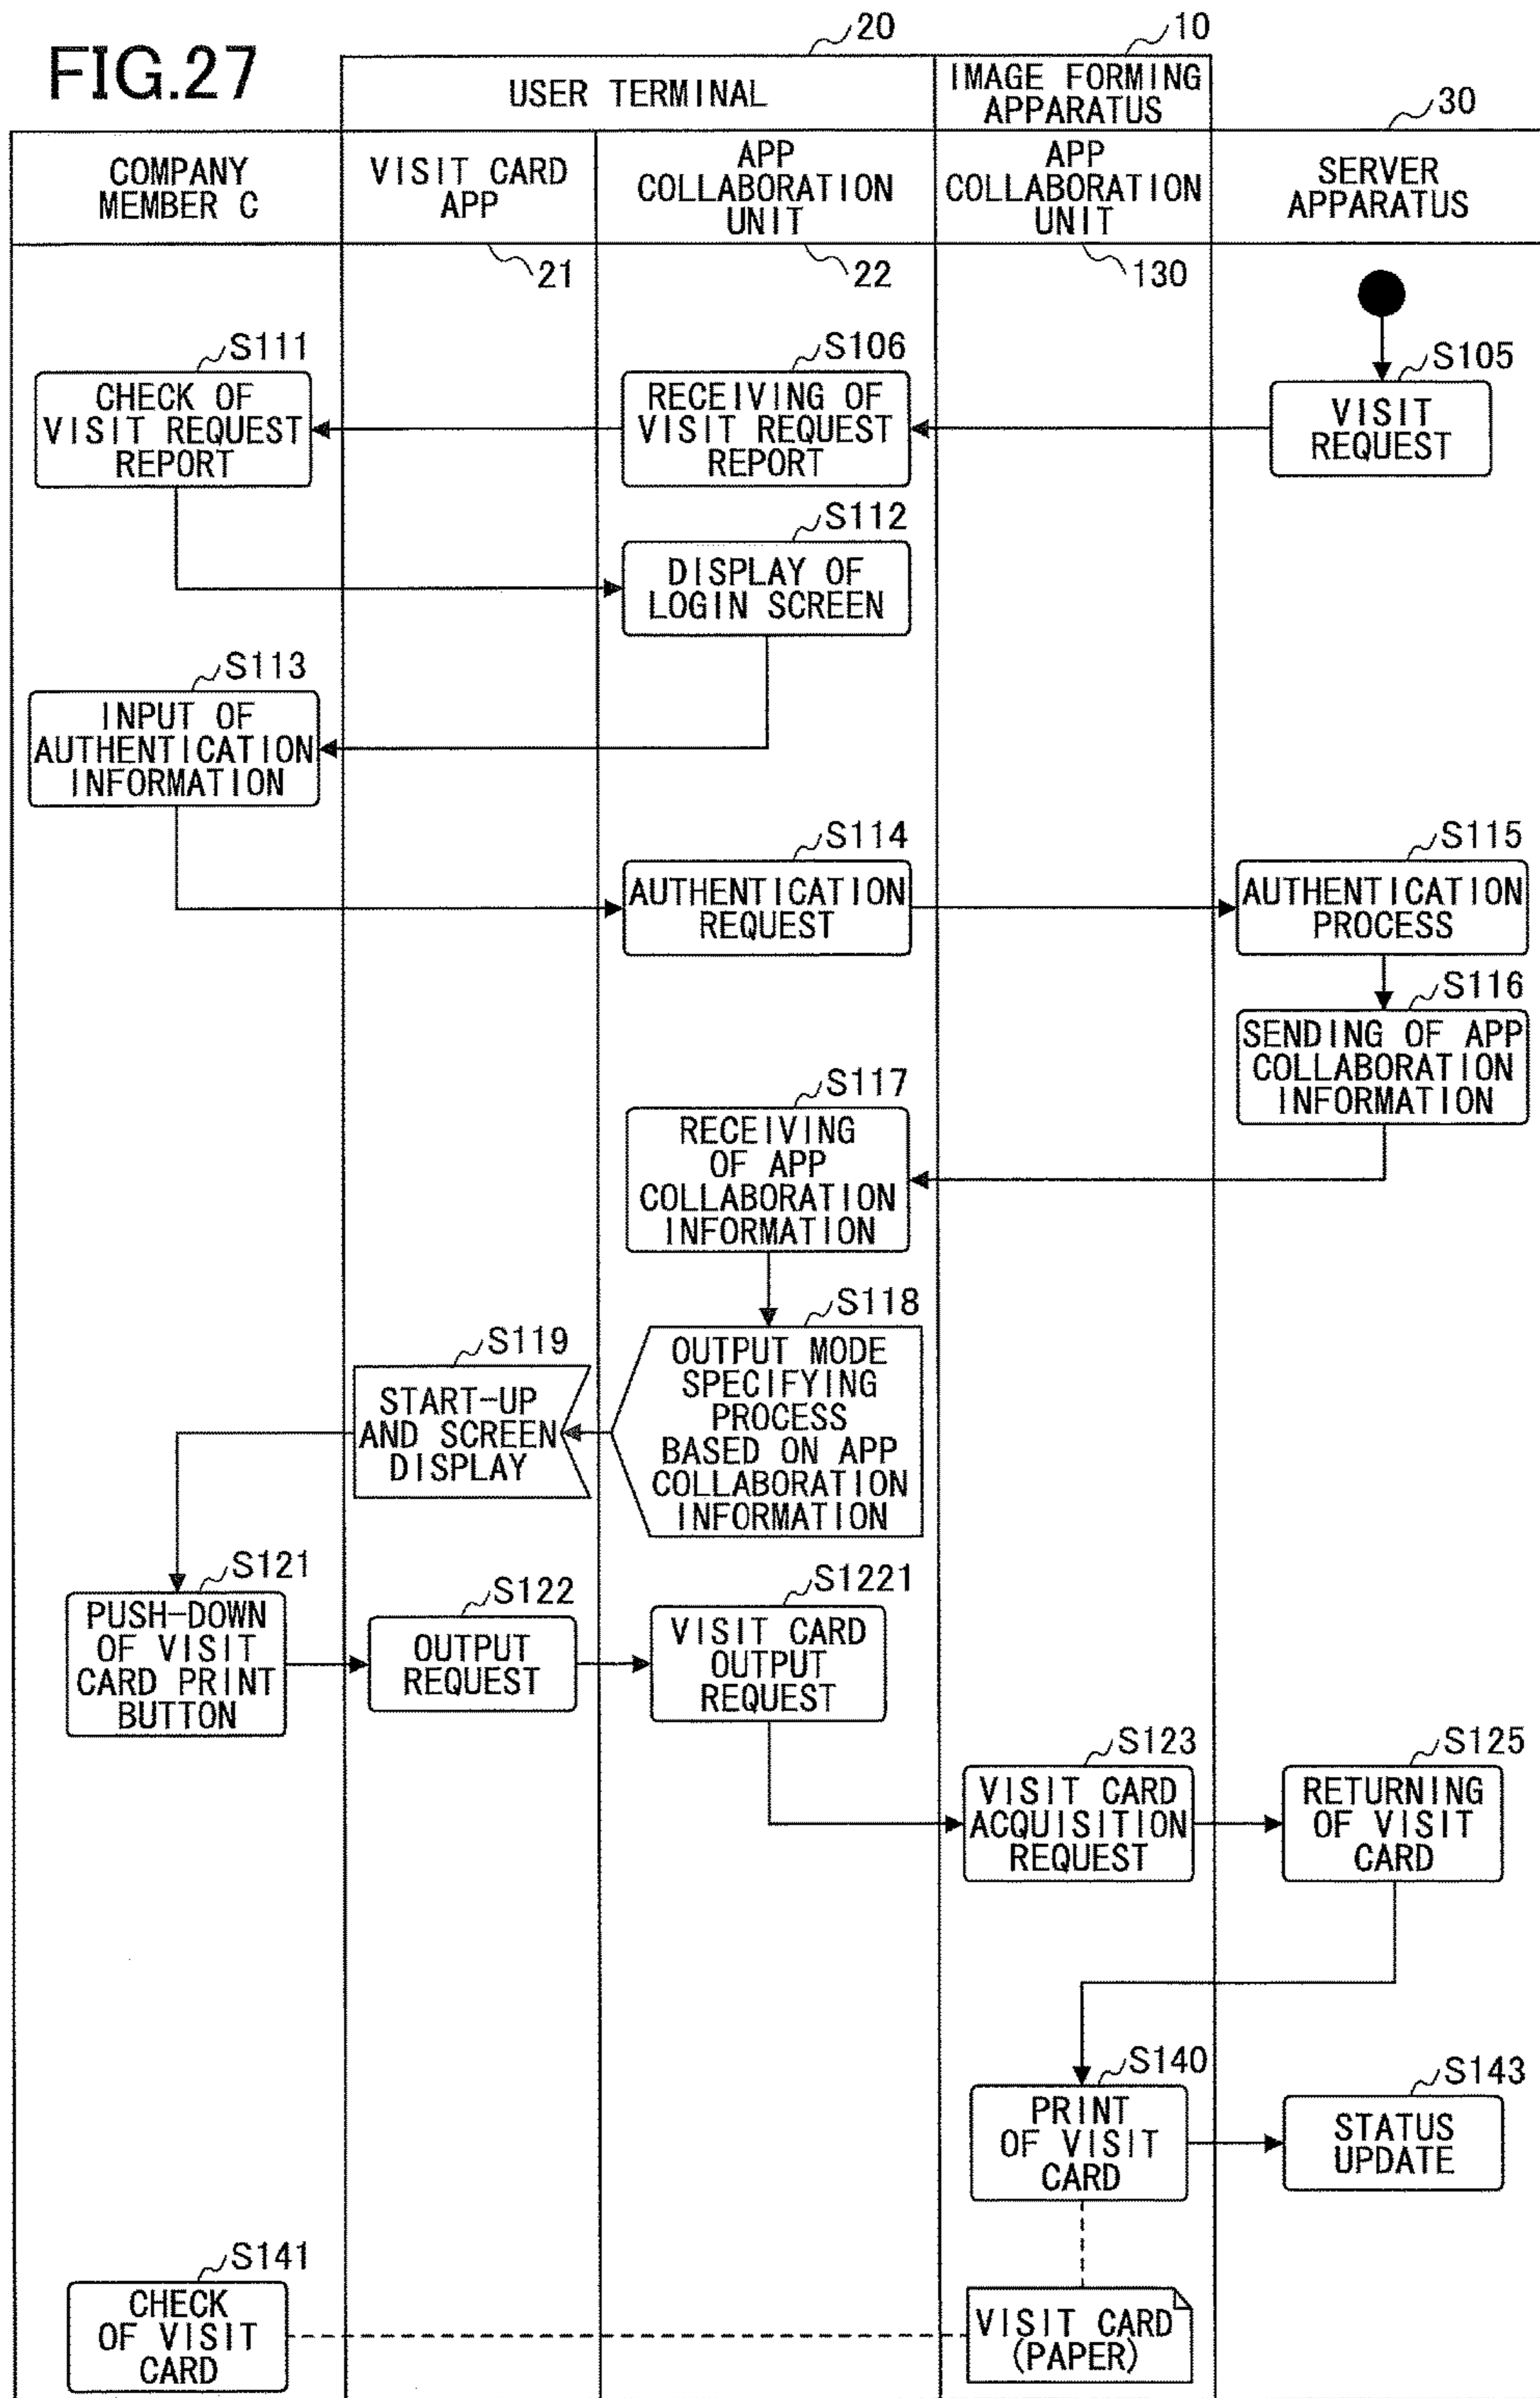 FIG.27
20
10
30
USER TERMINAL
IMAGE FORMING
APPARATUS
COMPANY
MEMBER C
VISIT CARD
APP
APP
COLLABORATION
UNIT
APP
COLLABORATION
UNIT
SERVER
APPARATUS
21
22
130
S105
VISIT
REQUEST
S106
RECEIVING OF
VISIT REQUEST
REPORT
S111
CHECK OF
VISIT REQUEST
REPORT
S112
DISPLAY OF
LOGIN SCREEN
S113
INPUT OF
AUTHENTICATION
INFORMATION
S114
AUTHENTICATION
REQUEST
S115
AUTHENTICATION
PROCESS
S116
SENDING OF APP
COLLABORATION
INFORMATION
S117
RECEIVING
OF APP
COLLABORATION
INFORMATION
S118
OUTPUT MODE
SPECIFYING
PROCESS
BASED ON APP
COLLABORATION
INFORMATION
S119
START-UP
AND SCREEN
DISPLAY
S121
PUSH-DOWN
OF VISIT
CARD PRINT
BUTTON
S122
OUTPUT
REQUEST
S1221
VISIT CARD
OUTPUT
REQUEST
S123
VISIT CARD
ACQUISITION
REQUEST
S125
RETURNING
OF VISIT
CARD
S140
PRINT
OF VISIT
CARD
S143
STATUS
UPDATE
S141
CHECK
OF VISIT
CARD
VISIT CARD
(PAPER)